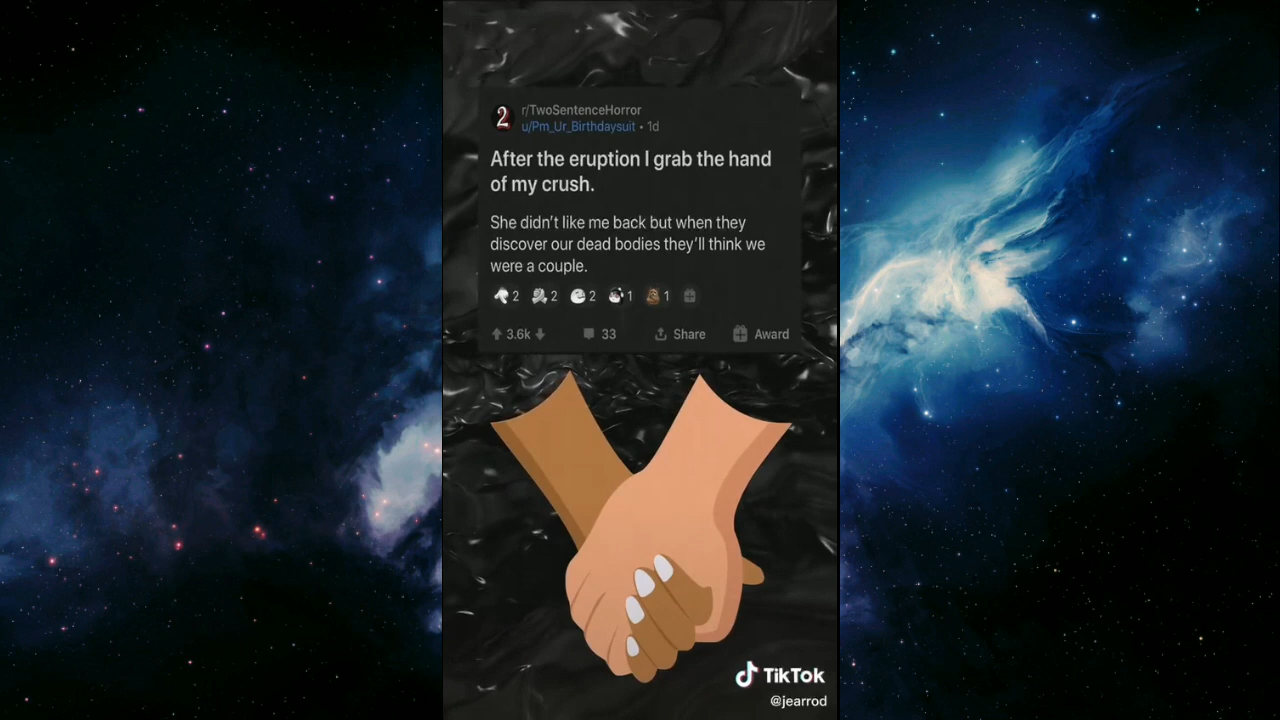 2
r/TwoSentenceHorror
u/Pm_Ur_Birthdaysuit • 1d
After the eruption I grab the hand
of my crush.
She didn't like me back but when they
discover our dead bodies they'll think we
were a couple.
2 2 2 1 1
3.6k 33 Share Award
TikTok
@jearrod